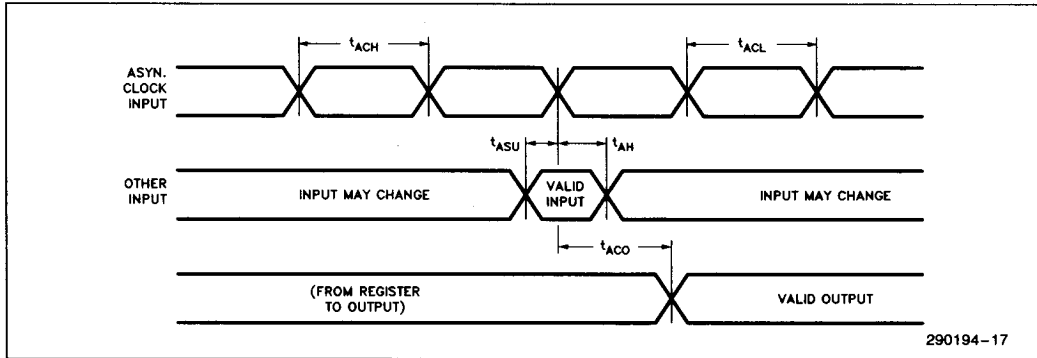 tACH
tACL
ASYN.
CLOCK
INPUT
tASU
tAH
OTHER
INPUT
INPUT MAY CHANGE
VALID
INPUT
INPUT MAY CHANGE
tACO
(FROM REGISTER
TO OUTPUT)
VALID OUTPUT
290194-17